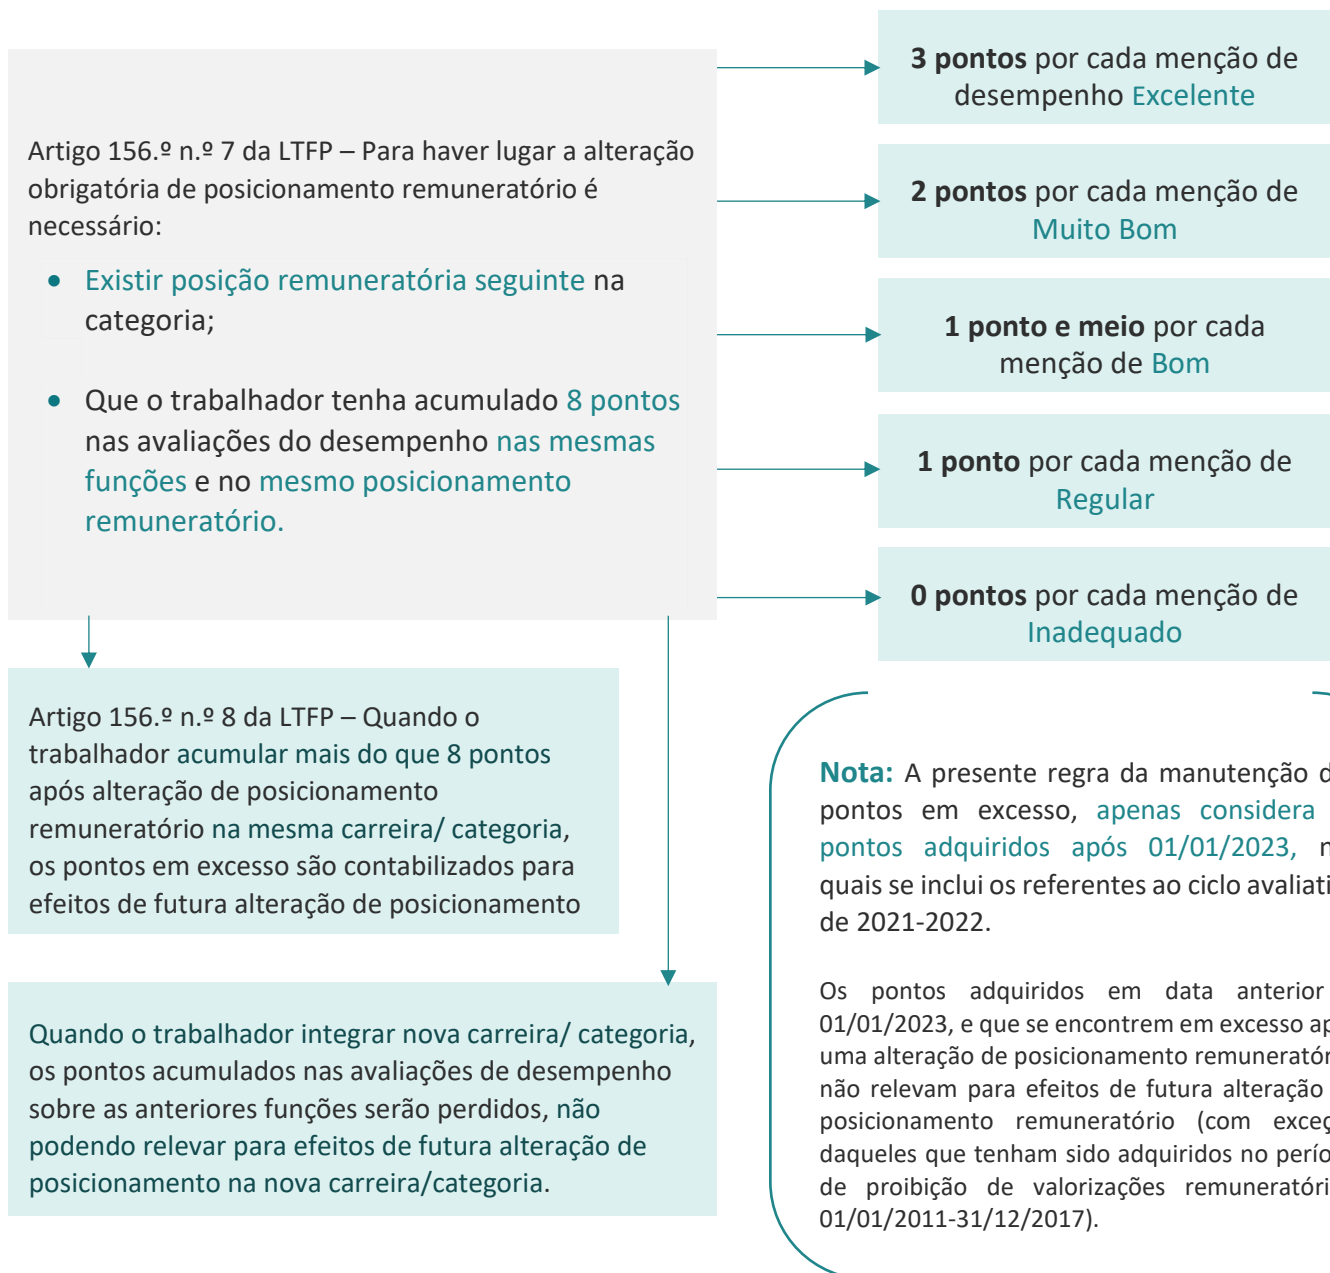 Artigo 156.º n.º 7 da LTFP – Para haver lugar a alteração
obrigatória de posicionamento remuneratório é
necessário:
• Existir posição remuneratória seguinte na
categoria;
• Que o trabalhador tenha acumulado 8 pontos
nas avaliações do desempenho nas mesmas
funções e no mesmo posicionamento
remuneratório.
3 pontos por cada menção de
desempenho Excelente
2 pontos por cada menção de
Muito Bom
1 ponto e meio por cada
menção de Bom
1 ponto por cada menção de
Regular
0 pontos por cada menção de
Inadequado
Artigo 156.º n.º 8 da LTFP – Quando o
trabalhador acumular mais do que 8 pontos
após alteração de posicionamento
remuneratório na mesma carreira/ categoria,
os pontos em excesso são contabilizados para
efeitos de futura alteração de posicionamento
Quando o trabalhador integrar nova carreira/ categoria,
os pontos acumulados nas avaliações de desempenho
sobre as anteriores funções serão perdidos, não
podendo relevar para efeitos de futura alteração de
posicionamento na nova carreira/categoria.
Nota: A presente regra da manutenção
pontos em excesso, apenas considera
pontos adquiridos após 01/01/2023,
quais se inclui os referentes ao ciclo
de 2021-2022.
Os pontos adquiridos em data anterior
01/01/2023, e que se encontrem em excesso
uma alteração de posicionamento
não relevam para efeitos de futura alteração
posicionamento remuneratório (com
daqueles que tenham sido adquiridos no
de proibição de valorizações
01/01/2011-31/12/2017).